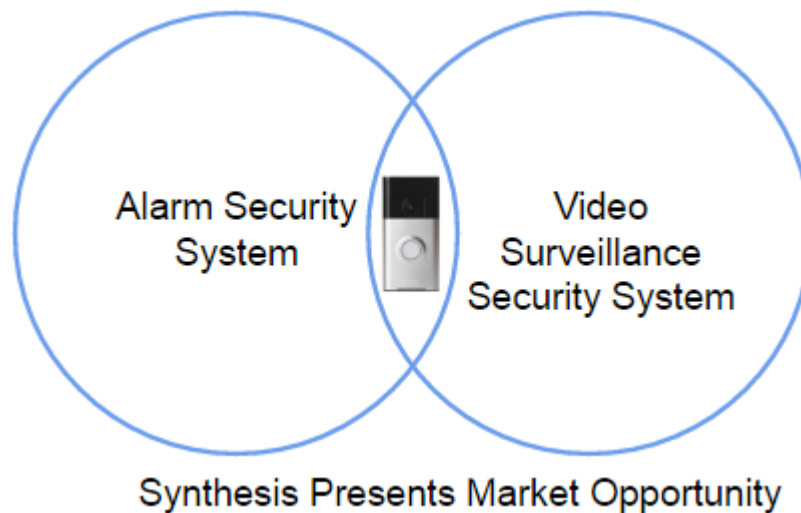 Alarm Security
System
Video
Surveillance
Security System
Synthesis Presents Market Opportunity